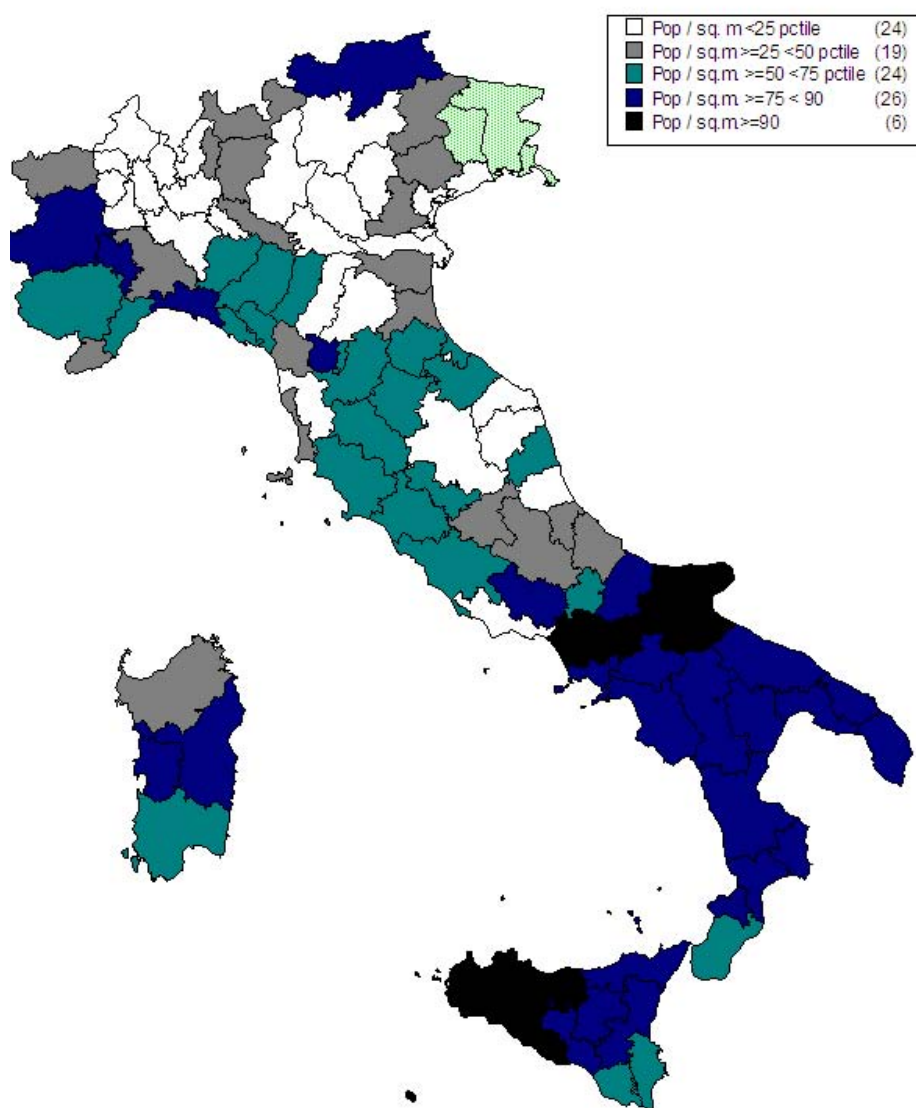 Pop / sq. m <25 pctile (24)
Pop / sq.m >=25 <50 pctile (19)
Pop / sq.m. >=50 <75 pctile (24)
Pop / sq.m. >=75 < 90 (26)
Pop / sq.m.>=90 (6)